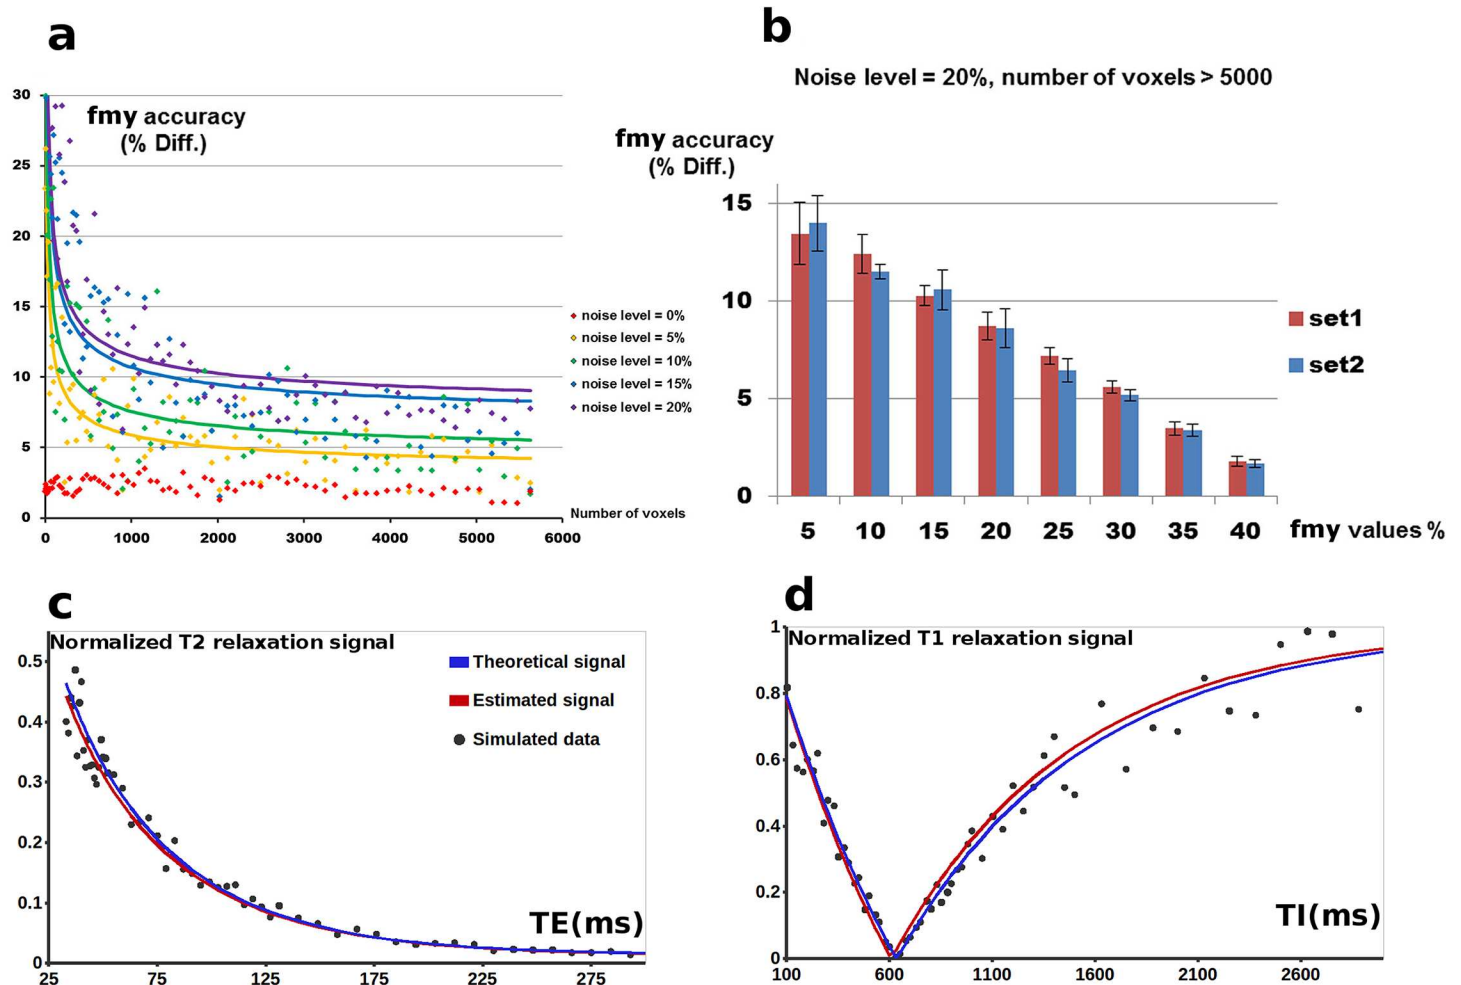 a
fmy accuracy
(% Diff.)
30
25
20
15
10
5
0
0 1000 2000 3000 4000 5000 6000
Number of voxels
noise level = 0%
noise level = 5%
noise level = 10%
noise level = 15%
noise level = 20%
b
Noise level = 20%, number of voxels > 5000
fmy accuracy
(% Diff.)
15
10
5
0
5 10 15 20 25 30 35 40
fmy values %
set1
set2
c
Normalized T2 relaxation signal
0.5
0.4
0.3
0.2
0.1
0
Theoretical signal
Estimated signal
Simulated data
TE(ms)
25 75 125 175 225 275
d
Normalized T1 relaxation signal
1
0.8
0.6
0.4
0.2
0
TI(ms)
100 600 1100 1600 2100 2600